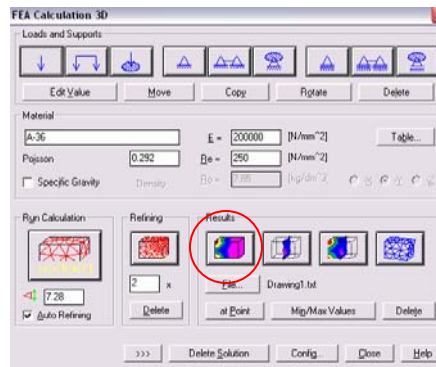 FEA Calculation 3D
Loads and Supports
Edit Value Move Copy Rotate Delete
Material
A-36 E = 200000 [N/mm^2] Table...
Poisson 0.292 Re = 250 [N/mm^2]
Specific Gravity Density Ro = 7.85 [kg/dm^3]
Run Calculation Refining Results
2 x File... Drawing1.txt
7.28
Auto Refining Delete at Point Min/Max Values Delete
>>> Delete Solution Config... Close Help